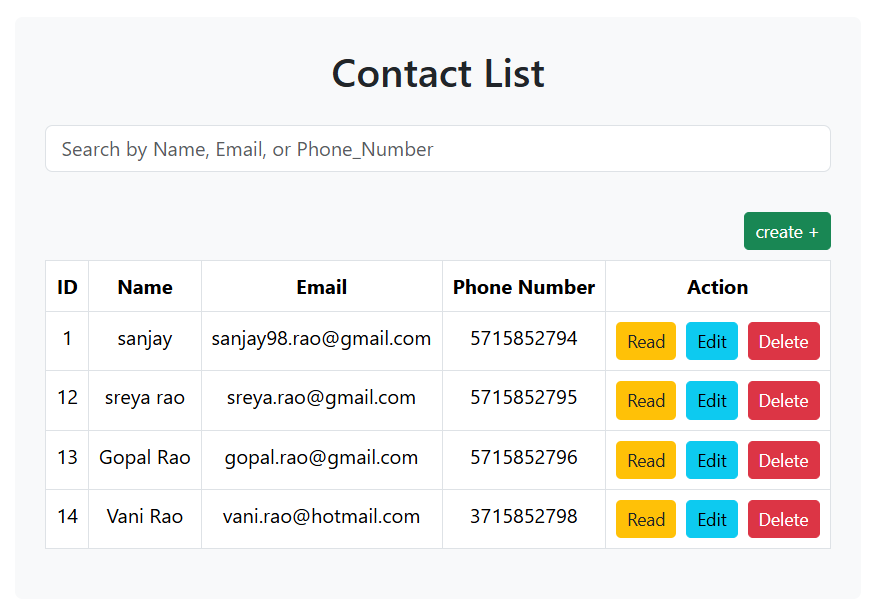 Contact List
Search by Name, Email, or Phone_Number
create +
ID Name Email Phone Number Action
1 sanjay sanjay98.rao@gmail.com 5715852794 Read Edit Delete
12 sreya rao sreya.rao@gmail.com 5715852795 Read Edit Delete
13 Gopal Rao gopal.rao@gmail.com 5715852796 Read Edit Delete
14 Vani Rao vani.rao@hotmail.com 3715852798 Read Edit Delete